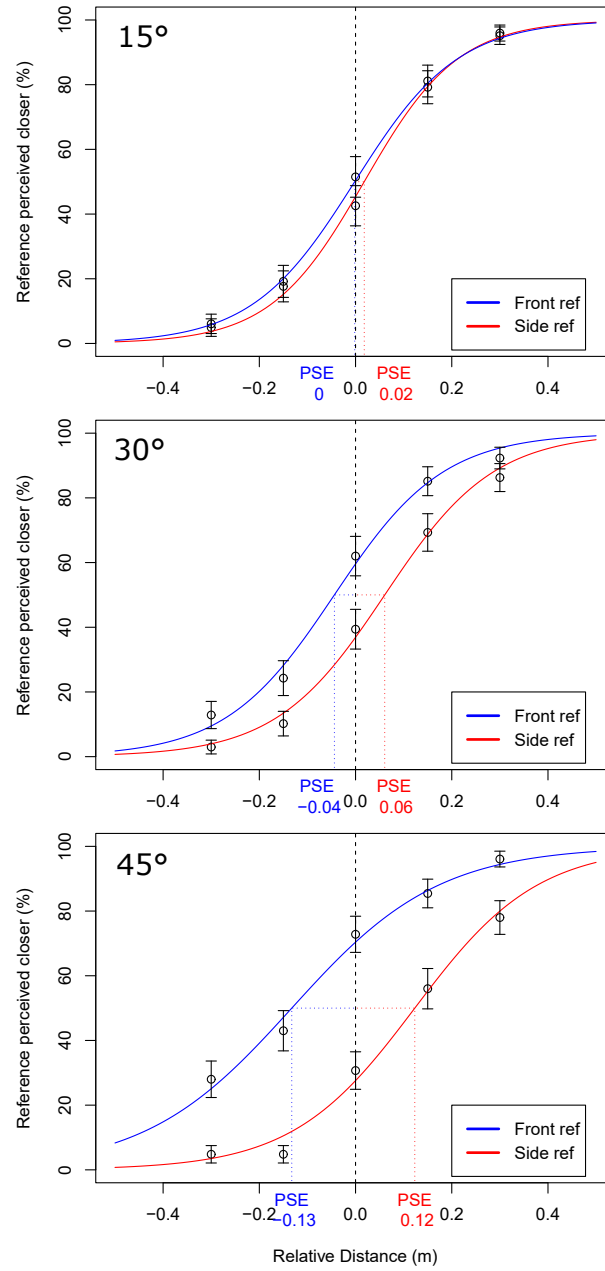 15°
Reference perceived closer (%)
100
80
60
40
20
0
Front ref
Side ref
−0.4
−0.2
0.0
0.2
0.4
PSE
0
PSE
0.02
30°
Reference perceived closer (%)
100
80
60
40
20
0
Front ref
Side ref
−0.4
−0.2
0.0
0.2
0.4
PSE
−0.04
PSE
0.06
45°
Reference perceived closer (%)
100
80
60
40
20
0
Front ref
Side ref
−0.4
−0.2
0.0
0.2
0.4
PSE
−0.13
PSE
0.12
Relative Distance (m)